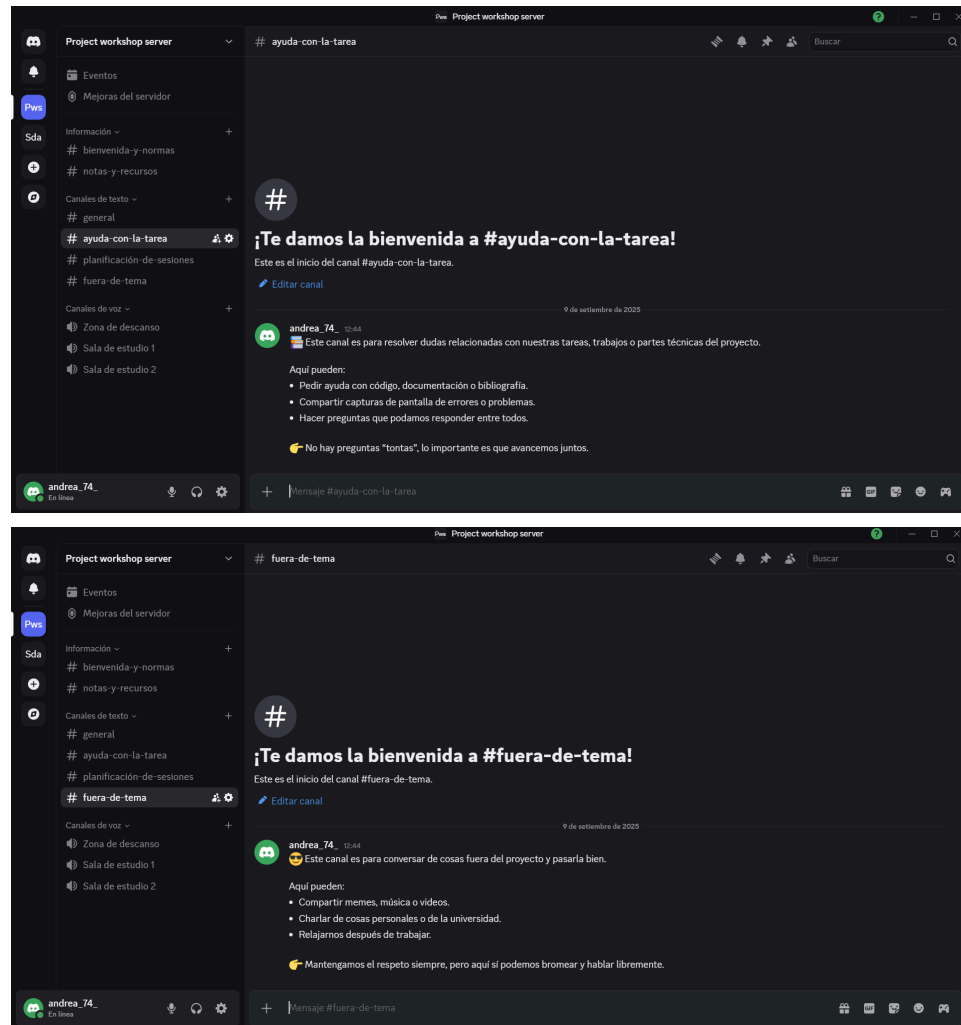 Pws Project workshop server
Project workshop server
# ayuda-con-la-tarea
Buscar
Eventos
Mejoras del servidor
Pws
Sda
Información
# bienvenida-y-normas
# notas-y-recursos
Canales de texto
# general
# ayuda-con-la-tarea
# planificación-de-sesiones
# fuera-de-tema
Canales de voz
Zona de descanso
Sala de estudio 1
Sala de estudio 2
andrea_74_
En línea
#
¡Te damos la bienvenida a #ayuda-con-la-tarea!
Este es el inicio del canal #ayuda-con-la-tarea.
Editar canal
9 de setiembre de 2025
andrea_74_ 12:44
📚Este canal es para resolver dudas relacionadas con nuestras tareas, trabajos o partes técnicas del proyecto.
Aquí pueden:
• Pedir ayuda con código, documentación o bibliografía.
• Compartir capturas de pantalla de errores o problemas.
• Hacer preguntas que podamos responder entre todos.
👉 No hay preguntas “tontas”, lo importante es que avancemos juntos.
Mensaje #ayuda-con-la-tarea
GIF
Pws Project workshop server
Project workshop server
# fuera-de-tema
Buscar
Eventos
Mejoras del servidor
Pws
Sda
Información
# bienvenida-y-normas
# notas-y-recursos
Canales de texto
# general
# ayuda-con-la-tarea
# planificación-de-sesiones
# fuera-de-tema
Canales de voz
Zona de descanso
Sala de estudio 1
Sala de estudio 2
andrea_74_
En línea
#
¡Te damos la bienvenida a #fuera-de-tema!
Este es el inicio del canal #fuera-de-tema.
Editar canal
9 de setiembre de 2025
andrea_74_ 12:44
😎Este canal es para conversar de cosas fuera del proyecto y pasarla bien.
Aquí pueden:
• Compartir memes, música o videos.
• Charlar de cosas personales o de la universidad.
• Relajarnos después de trabajar.
👉 Mantengamos el respeto siempre, pero aquí sí podemos bromear y hablar libremente.
Mensaje #fuera-de-tema
GIF